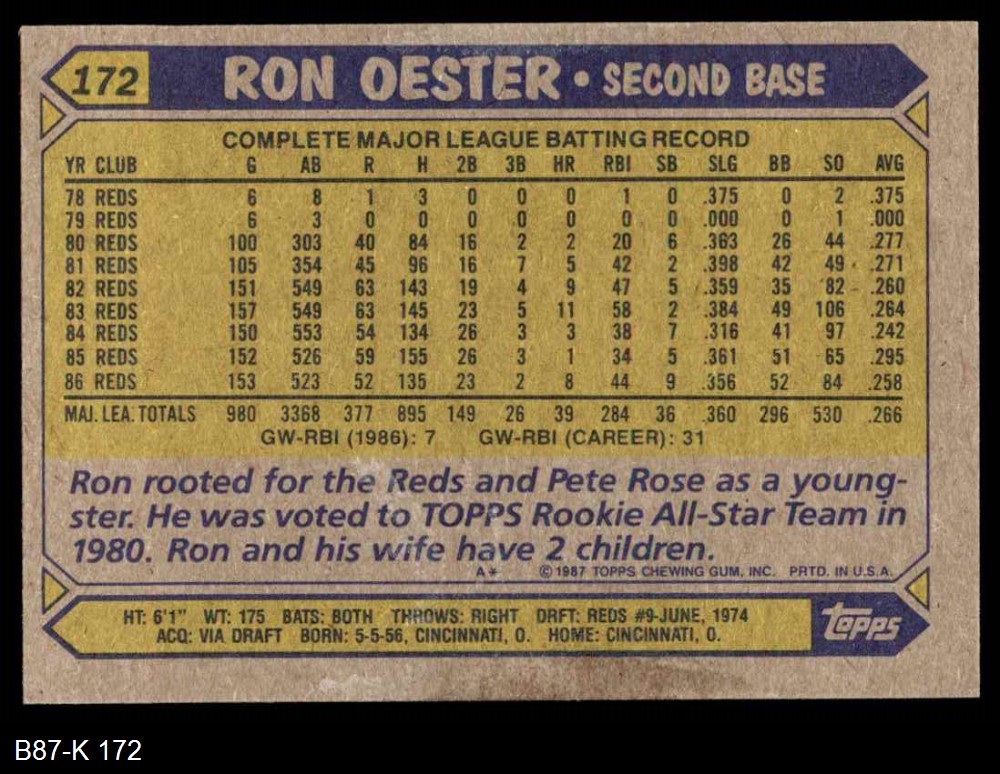 172 RON OESTER • SECOND BASE
COMPLETE MAJOR LEAGUE BATTING RECORD
YR CLUB G AB R H 2B 3B HR RBI SB SLG BB SO AVG
78 REDS 6 8 1 3 0 0 0 1 0 .375 0 2 .375
79 REDS 6 3 0 0 0 0 0 0 0 .000 0 1 .000
80 REDS 100 303 40 84 16 2 2 20 6 .363 26 44 .277
81 REDS 105 354 45 96 16 7 5 42 2 .398 42 49 .271
82 REDS 151 549 63 143 19 4 9 47 5 .359 35 82 .260
83 REDS 157 549 63 145 23 5 11 58 2 .384 49 106 .264
84 REDS 150 553 54 134 26 3 3 38 7 .316 41 97 .242
85 REDS 152 526 59 155 26 3 1 34 5 .361 51 65 .295
86 REDS 153 523 52 135 23 2 8 44 9 .356 52 84 .258
MAJ. LEA. TOTALS 980 3368 377 895 149 26 39 284 36 .360 296 530 .266
GW-RBI (1986): 7 GW-RBI (CAREER): 31
Ron rooted for the Reds and Pete Rose as a young-
ster. He was voted to TOPPS Rookie All-Star Team in
1980. Ron and his wife have 2 children.
A* ©1987 TOPPS CHEWING GUM, INC. PRTD. IN U.S.A.
HT: 6'1" WT: 175 BATS: BOTH THROWS: RIGHT DRFT: REDS #9-JUNE, 1974
ACQ: VIA DRAFT BORN: 5-5-56, CINCINNATI, O. HOME: CINCINNATI, O.
topps
B87-K 172